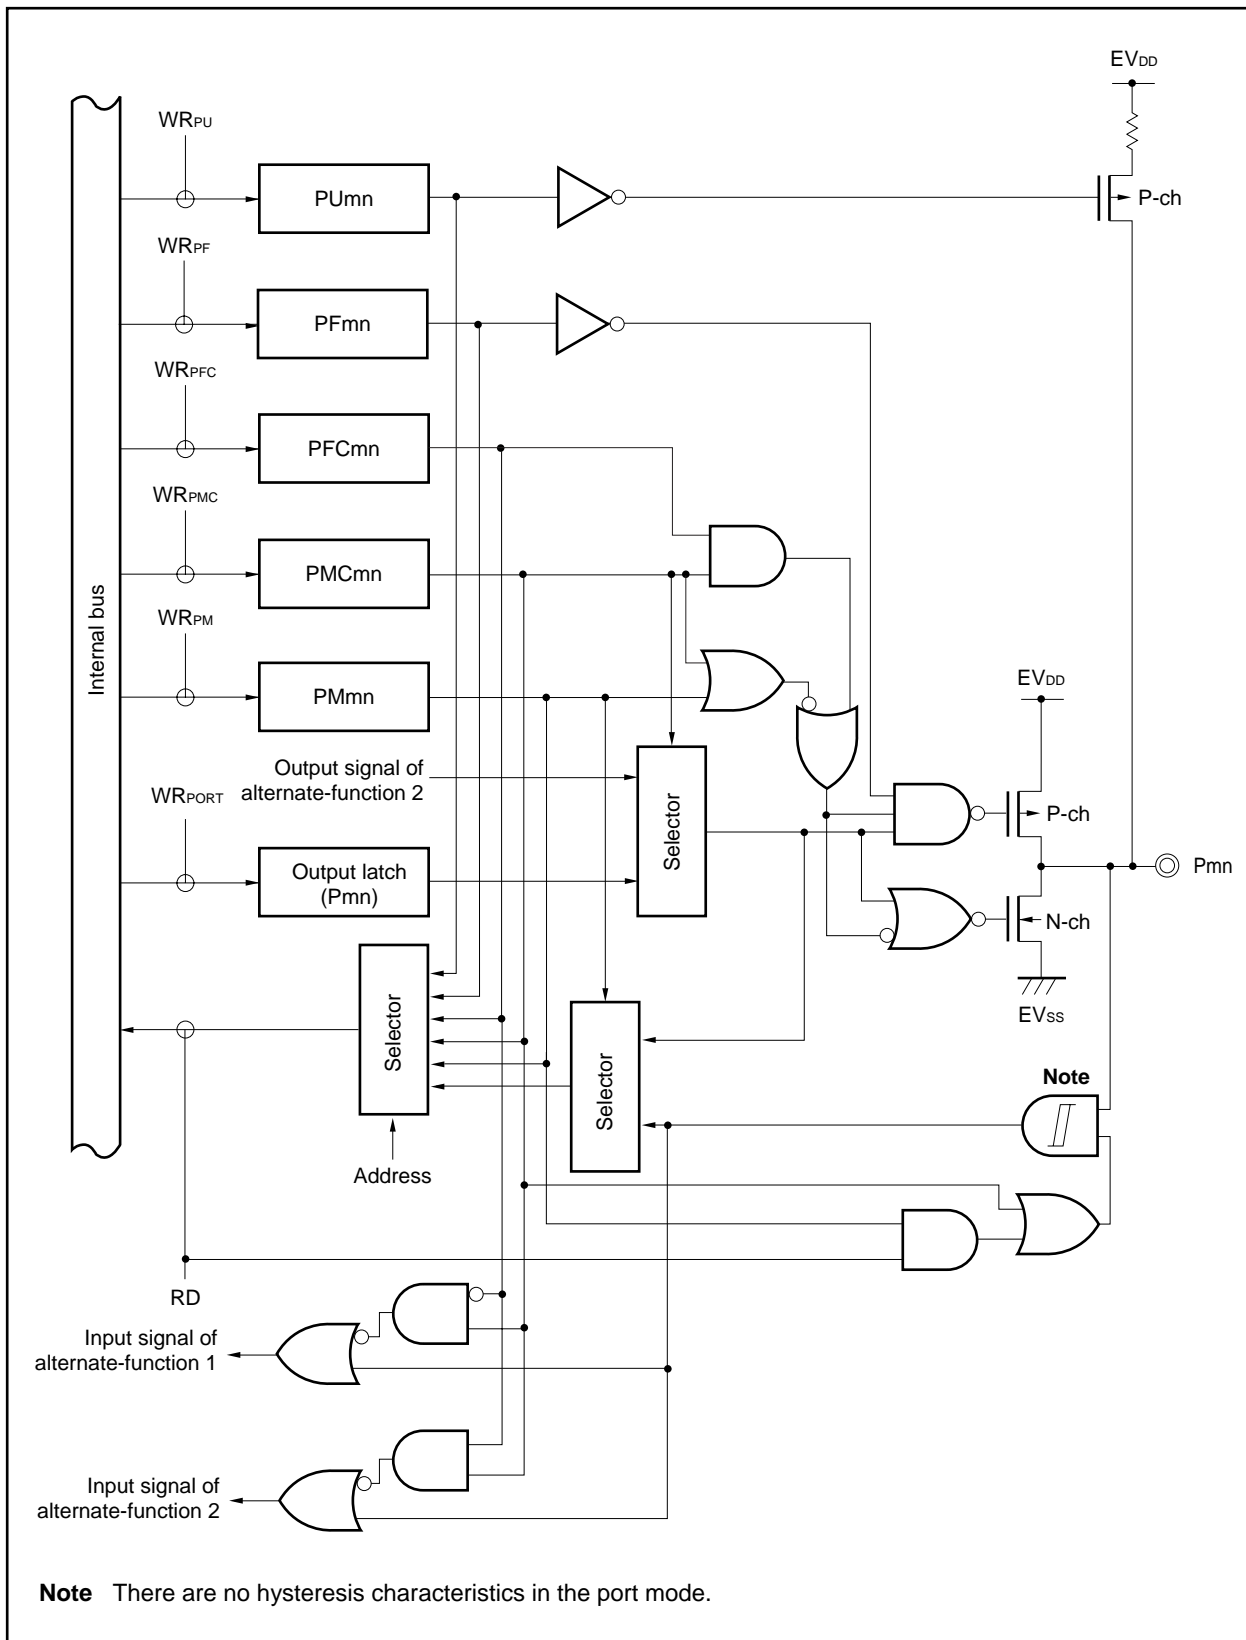 EVDD
WRPU
PUmn
P-ch
WRPF
PFmn
WRPFC
PFCmn
WRPMC
PMCmn
WRPM
PMmn
Internal bus
EVDD
Output signal of
alternate-function 2
WRPORT
Selector
P-ch
Output latch
(Pmn)
Pmn
N-ch
Selector
EVSS
Selector
Note
Address
RD
Input signal of
alternate-function 1
Input signal of
alternate-function 2
Note There are no hysteresis characteristics in the port mode.